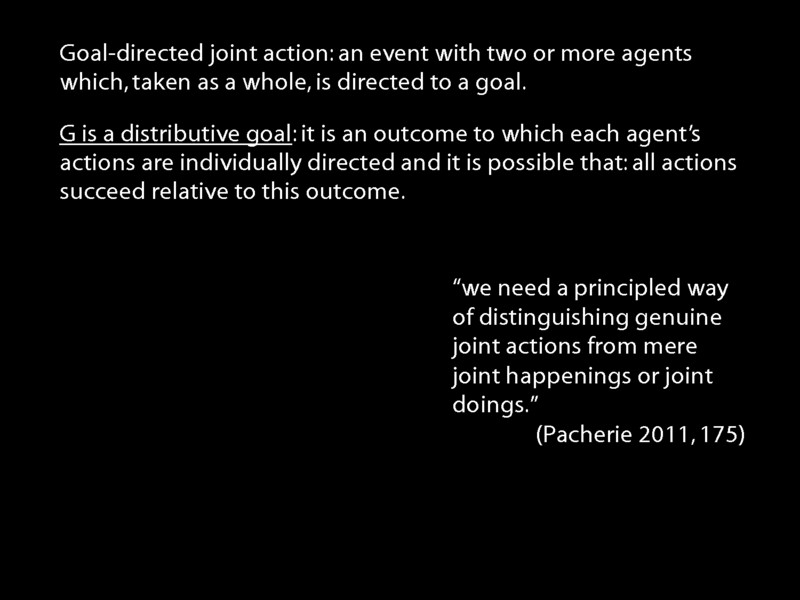 Goal-directed joint action: an event with two or more agents
which, taken as a whole, is directed to a goal.
G is a distributive goal: it is an outcome to which each agent’s
actions are individually directed and it is possible that: all actions
succeed relative to this outcome.
“we need a principled way
of distinguishing genuine
joint actions from mere
joint happenings or joint
doings.”
(Pacherie 2011, 175)